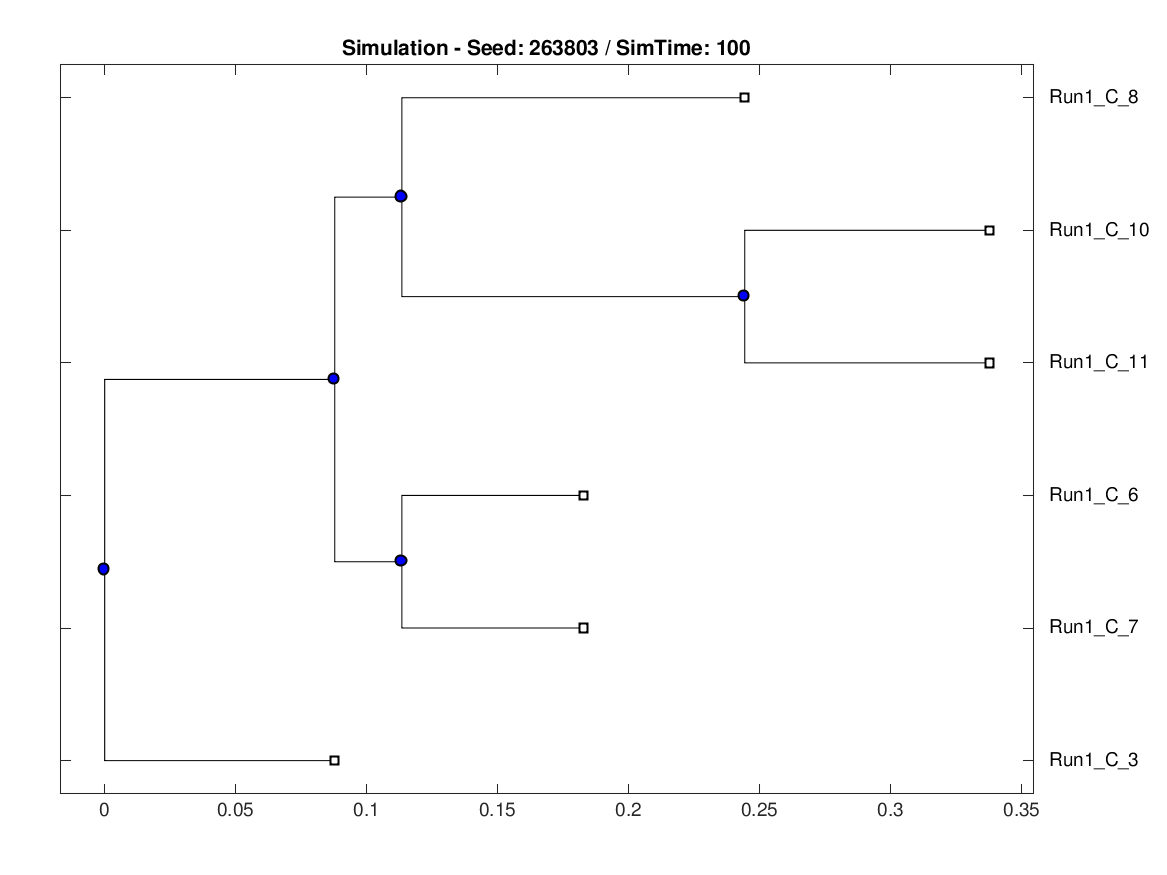 Simulation - Seed: 263803 / SimTime: 100
Run1_C_8
Run1_C_10
Run1_C_11
Run1_C_6
Run1_C_7
Run1_C_3
0 0.05 0.1 0.15 0.2 0.25 0.3 0.35